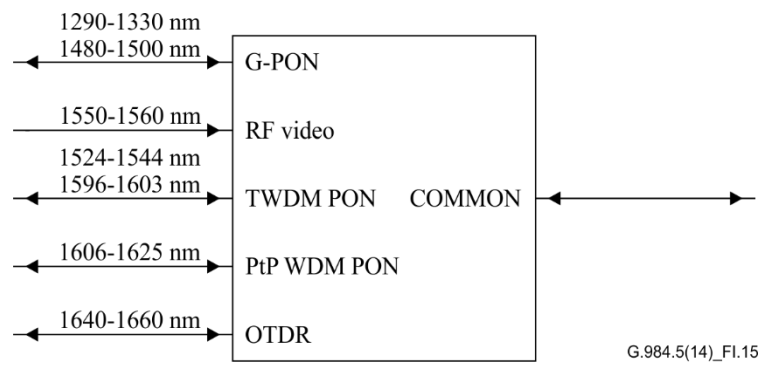 1290-1330 nm
1480-1500 nm
G-PON
1550-1560 nm
RF video
1524-1544 nm
1596-1603 nm
TWDM PON
COMMON
1606-1625 nm
PtP WDM PON
1640-1660 nm
OTDR
G.984.5(14)_FI.15